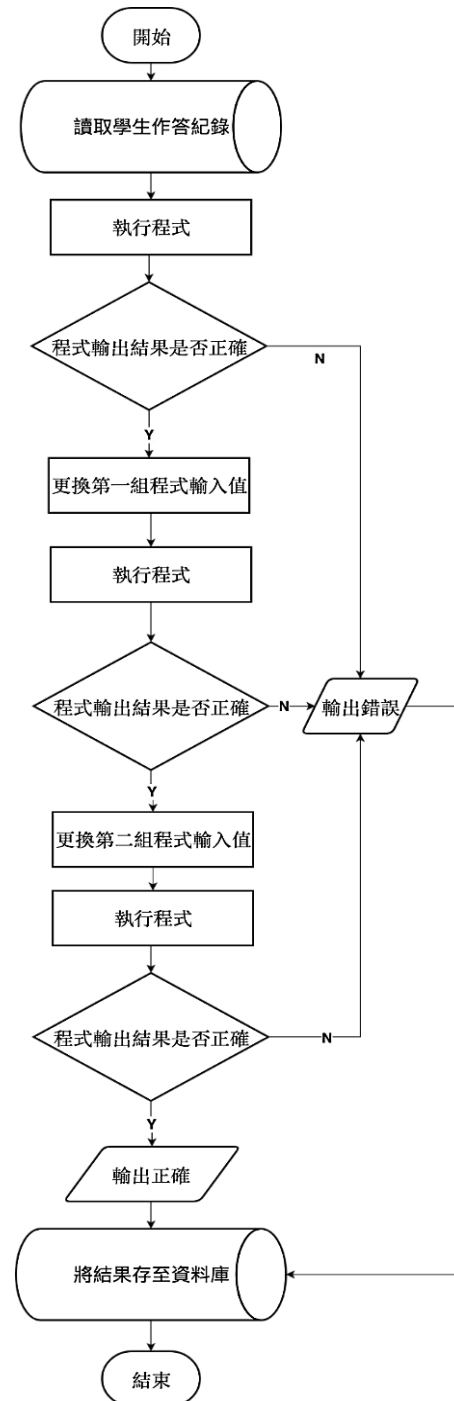 開始
讀取學生作答紀錄
執行程式
程式輸出結果是否正確
N
Y
更換第一組程式輸入值
執行程式
程式輸出結果是否正確
N
輸出錯誤
Y
更換第二組程式輸入值
執行程式
程式輸出結果是否正確
N
Y
輸出正確
將結果存至資料庫
結束